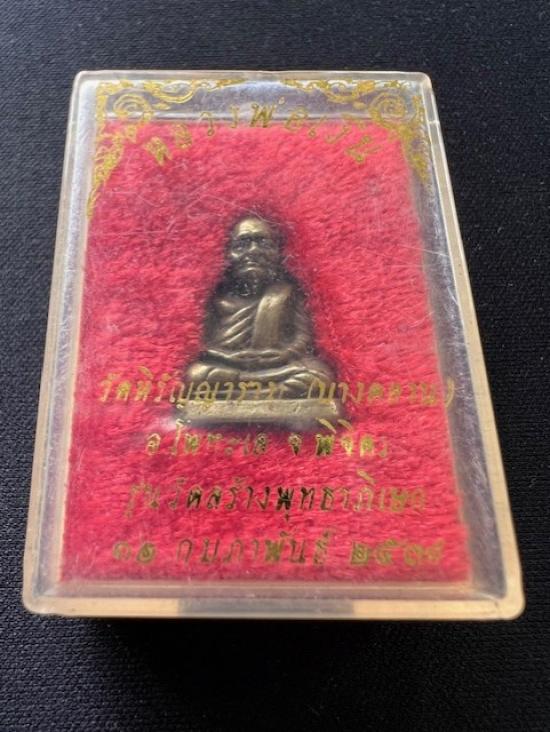 หลวงพ่อเงิน
วัดหิรัญญาราม (บางคลาน)
อ.โพทะเล จ.พิจิตร
รุ่นวัดสร้างพุทธาภิเษก
๑๒ กุมภาพันธ์